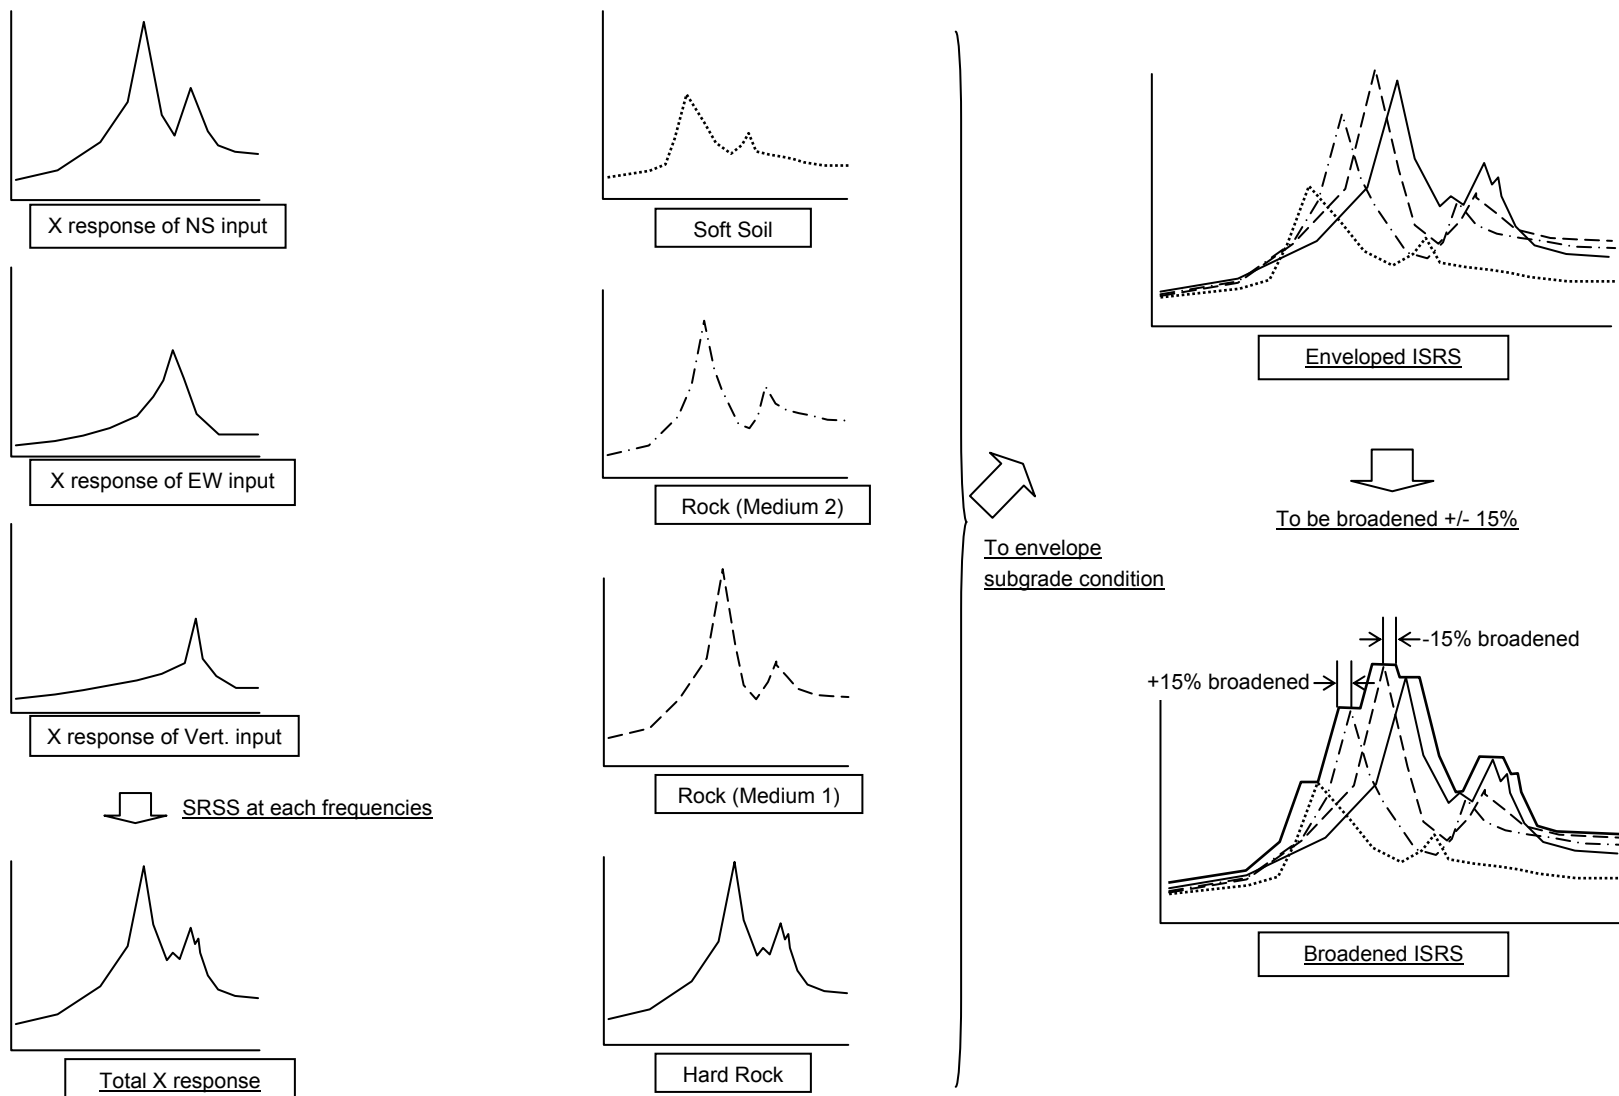 X response of NS input
X response of EW input
X response of Vert. input
SRSS at each frequencies
Total X response
Soft Soil
Rock (Medium 2)
Rock (Medium 1)
Hard Rock
To envelope
subgrade condition
Enveloped ISRS
To be broadened +/- 15%
-15% broadened
+15% broadened
Broadened ISRS